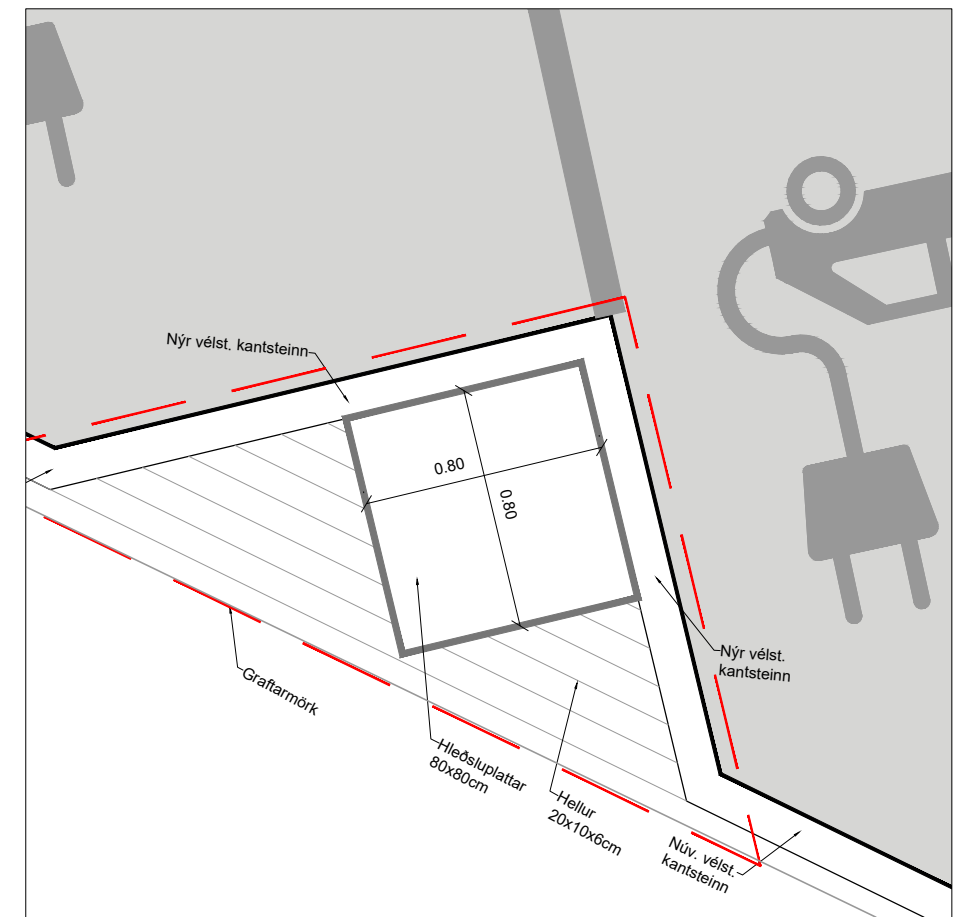 Nýr vélst. kantsteinn
0.80
0.80
Nýr vélst.
kantsteinn
Graftarmörk
Hleðsluplattar
80x80cm
Hellur
20x10x6cm
Núv. vélst.
kantsteinn